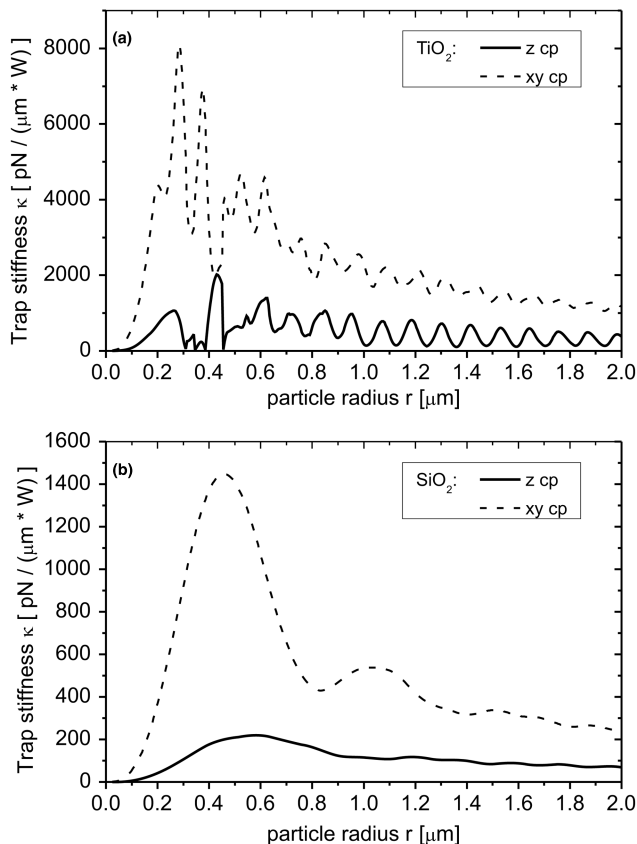 (a)
TiO₂:
z cp
xy cp
8000
6000
4000
2000
0
Trap stiffness κ [ pN / (μm * W) ]
0.0 0.2 0.4 0.6 0.8 1.0 1.2 1.4 1.6 1.8 2.0
particle radius r [μm]
(b)
SiO₂:
z cp
xy cp
1600
1400
1200
1000
800
600
400
200
0
Trap stiffness κ [ pN / (μm * W) ]
0.0 0.2 0.4 0.6 0.8 1.0 1.2 1.4 1.6 1.8 2.0
particle radius r [μm]